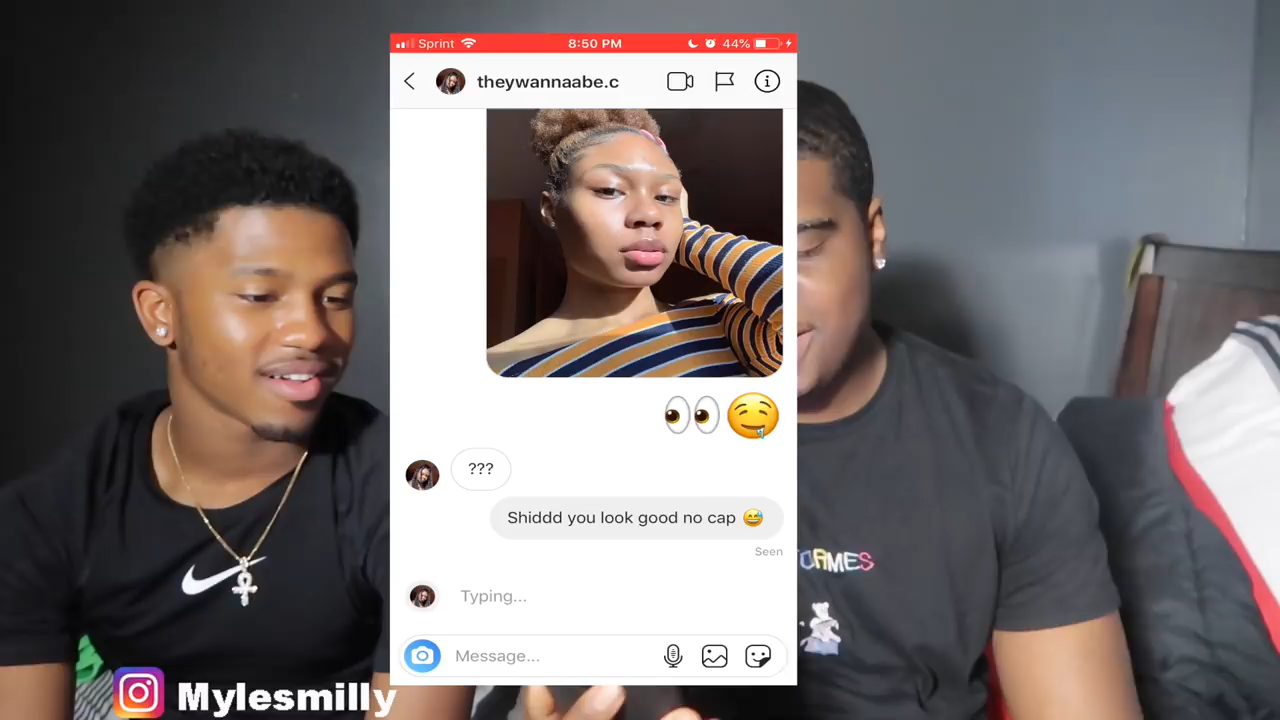 Sprint
8:50 PM
44%
theywannaabe.c
???
Shiddd you look good no cap 😅
Seen
Typing...
Message...
Mylesmilly